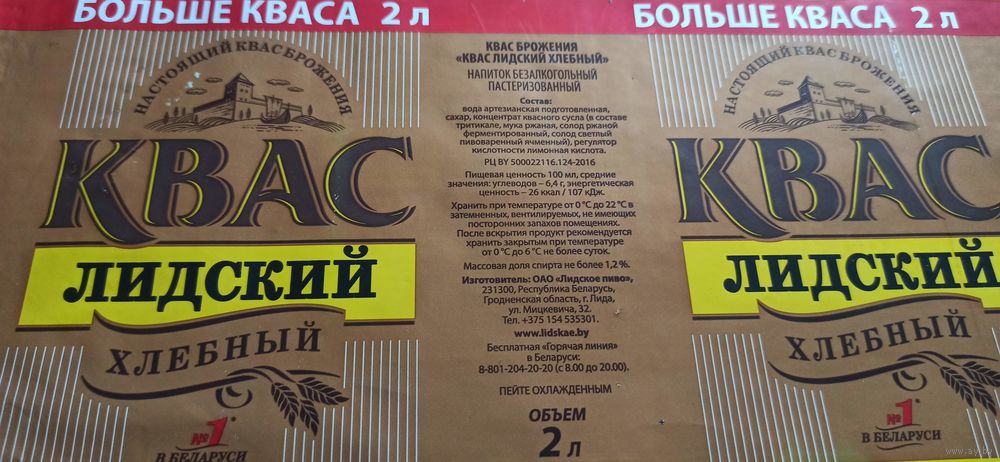 БОЛЬШЕ КВАСА 2 л
НАСТОЯЩИЙ КВАС БРОЖЕНИЯ
КВАС
ЛИДСКИЙ
ХЛЕБНЫЙ
№1*
В БЕЛАРУСИ
КВАС БРОЖЕНИЯ
«КВАС ЛИДСКИЙ ХЛЕБНЫЙ»
НАПИТОК БЕЗАЛКОГОЛЬНЫЙ
ПАСТЕРИЗОВАННЫЙ
Состав:
вода артезианская подготовленная,
сахар, концентрат квасного сусла (в составе
тритикале, мука ржаная, солод ржаной
ферментированный, солод светлый
пивоваренный ячменный), регулятор
кислотности лимонная кислота.
РЦ BY 500022116.124-2016
Пищевая ценность 100 мл, средние
значения: углеводов – 6,4 г, энергетическая
ценность – 26 ккал / 107 кДж.
Хранить при температуре от 0 °С до 22 °С в
затемненных, вентилируемых, не имеющих
посторонних запахов помещениях.
После вскрытия продукт рекомендуется
хранить закрытым при температуре
от 0 °С до 6 °С не более суток.
Массовая доля спирта не более 1,2 %.
Изготовитель: ОАО «Лидское пиво»,
231300, Республика Беларусь,
Гродненская область, г. Лида,
ул. Мицкевича, 32.
Тел. +375 154 535301.
www.lidskae.by
Бесплатная «Горячая линия»
в Беларуси:
8-801-204-20-20 (с 8.00 до 20.00).
ПЕЙТЕ ОХЛАЖДЕННЫМ
ОБЪЕМ
2 л
БОЛЬШЕ КВАСА 2 л
НАСТОЯЩИЙ КВАС БРОЖЕНИЯ
КВАС
ЛИДСКИЙ
ХЛЕБНЫЙ
№1*
В БЕЛАРУСИ
www.ay.by